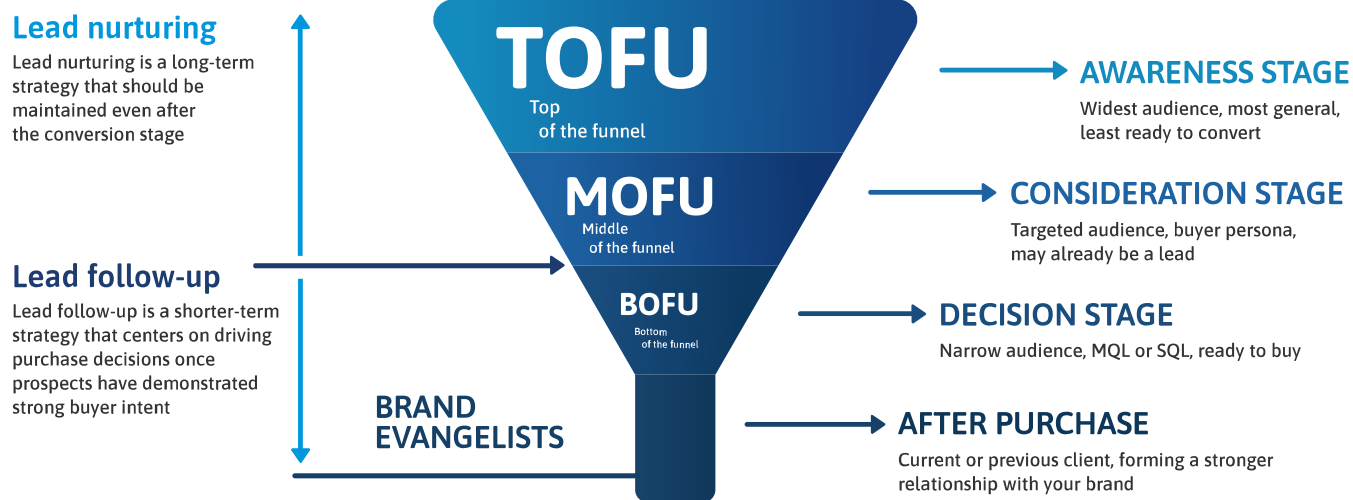 Lead nurturing
Lead nurturing is a long-term
strategy that should be
maintained even after
the conversion stage
Lead follow-up
Lead follow-up is a shorter-term
strategy that centers on driving
purchase decisions once
prospects have demonstrated
strong buyer intent
BRAND
EVANGELISTS
TOFU
Top
of the funnel
MOFU
Middle
of the funnel
BOFU
Bottom
of the funnel
AWARENESS STAGE
Widest audience, most general,
least ready to convert
CONSIDERATION STAGE
Targeted audience, buyer persona,
may already be a lead
DECISION STAGE
Narrow audience, MQL or SQL, ready to buy
AFTER PURCHASE
Current or previous client, forming a stronger
relationship with your brand